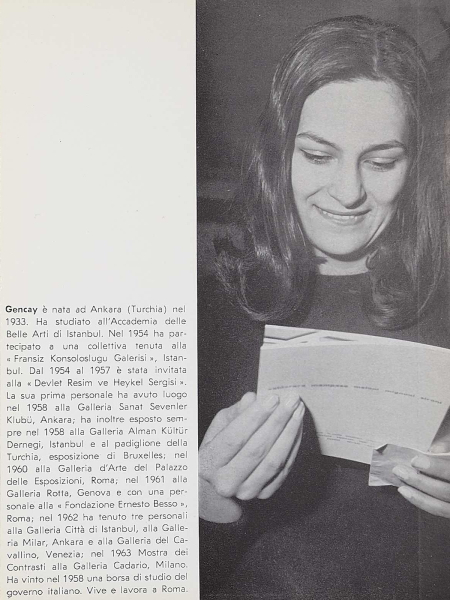 Gencay è nata ad Ankara (Turchia) nel
1933. Ha studiato all'Accademia delle
Belle Arti di Istanbul. Nel 1954 ha par-
tecipato a una collettiva tenuta alla
« Fransiz Konsoloslugu Galerisi », Istan-
bul. Dal 1954 al 1957 è stata invitata
alla « Devlet Resim ve Heykel Sergisi ».
La sua prima personale ha avuto luogo
nel 1958 alla Galleria Sanat Sevenler
Klubü, Ankara; ha inoltre esposto sem-
pre nel 1958 alla Galleria Alman Kültür
Dernegi, Istanbul e al padiglione della
Turchia, esposizione di Bruxelles; nel
1960 alla Galleria d'Arte del Palazzo
delle Esposizioni, Roma; nel 1961 alla
Galleria Rotta, Genova e con una per-
sonale alla « Fondazione Ernesto Besso »,
Roma; nel 1962 ha tenuto tre personali
alla Galleria Città di Istanbul, alla Galle-
ria Milar, Ankara e alla Galleria del Ca-
vallino, Venezia; nel 1963 Mostra dei
Contrasti alla Galleria Cadario, Milano.
Ha vinto nel 1958 una borsa di studio del
governo italiano. Vive e lavora a Roma.